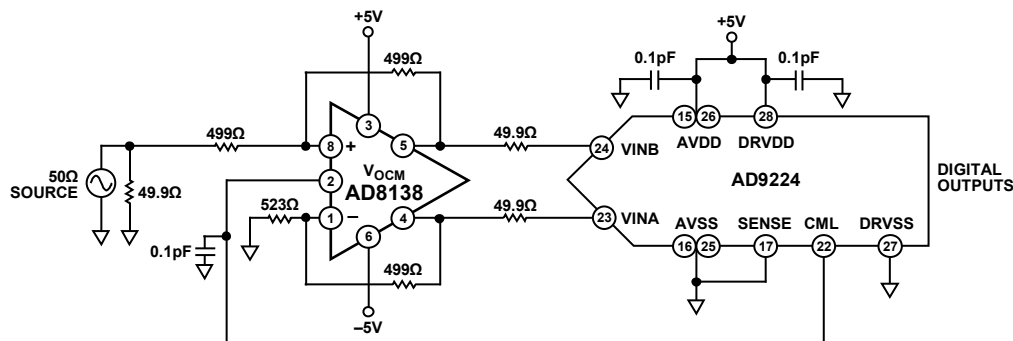 +5V
499Ω
+5V
0.1pF
0.1pF
499Ω
3
49.9Ω
15
26
28
8
+
5
24
VINB
AVDD
DRVDD
50Ω
SOURCE
49.9Ω
2
VOCM
AD8138
AD9224
DIGITAL
OUTPUTS
523Ω
1
–
4
49.9Ω
23
VINA
AVSS
SENSE
CML
DRVSS
0.1pF
6
16
25
17
22
27
499Ω
–5V